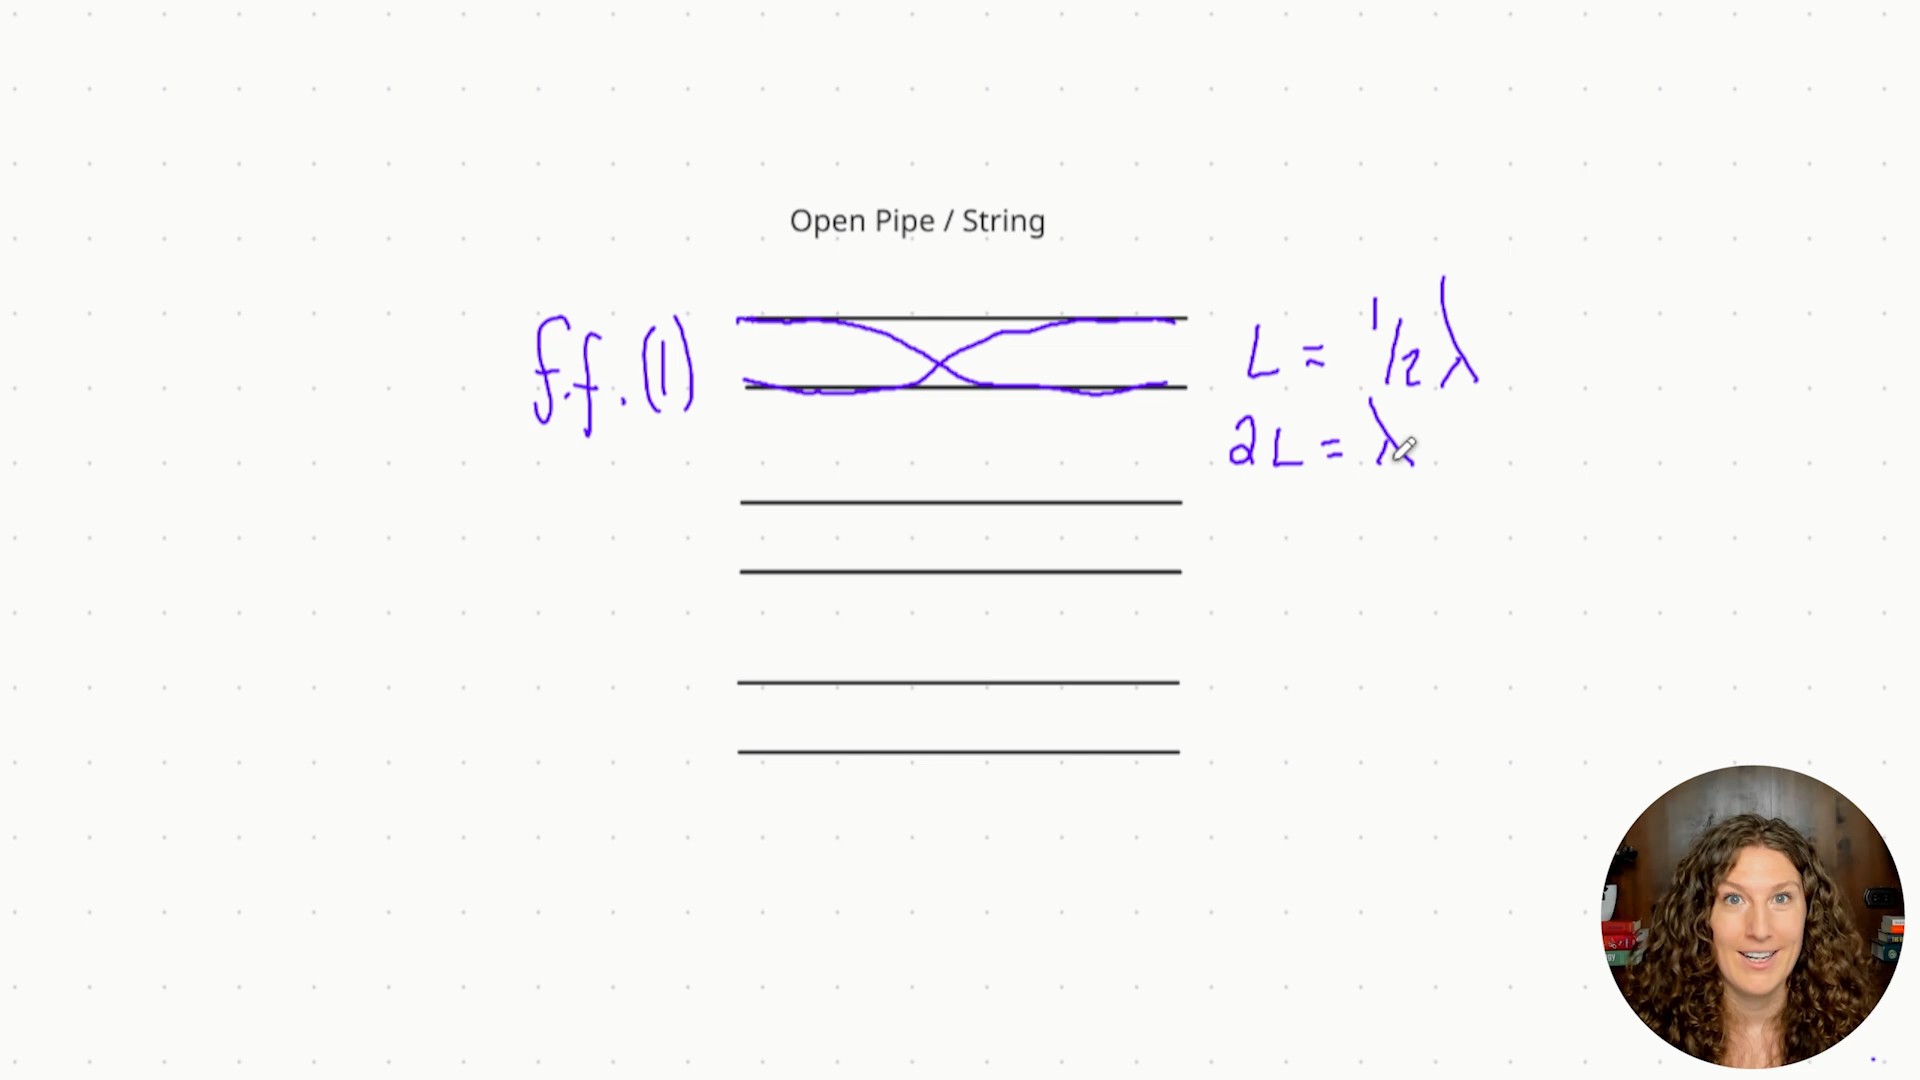 Open Pipe / String
f.f. (1)
L = 1/2 λ
2L = λ